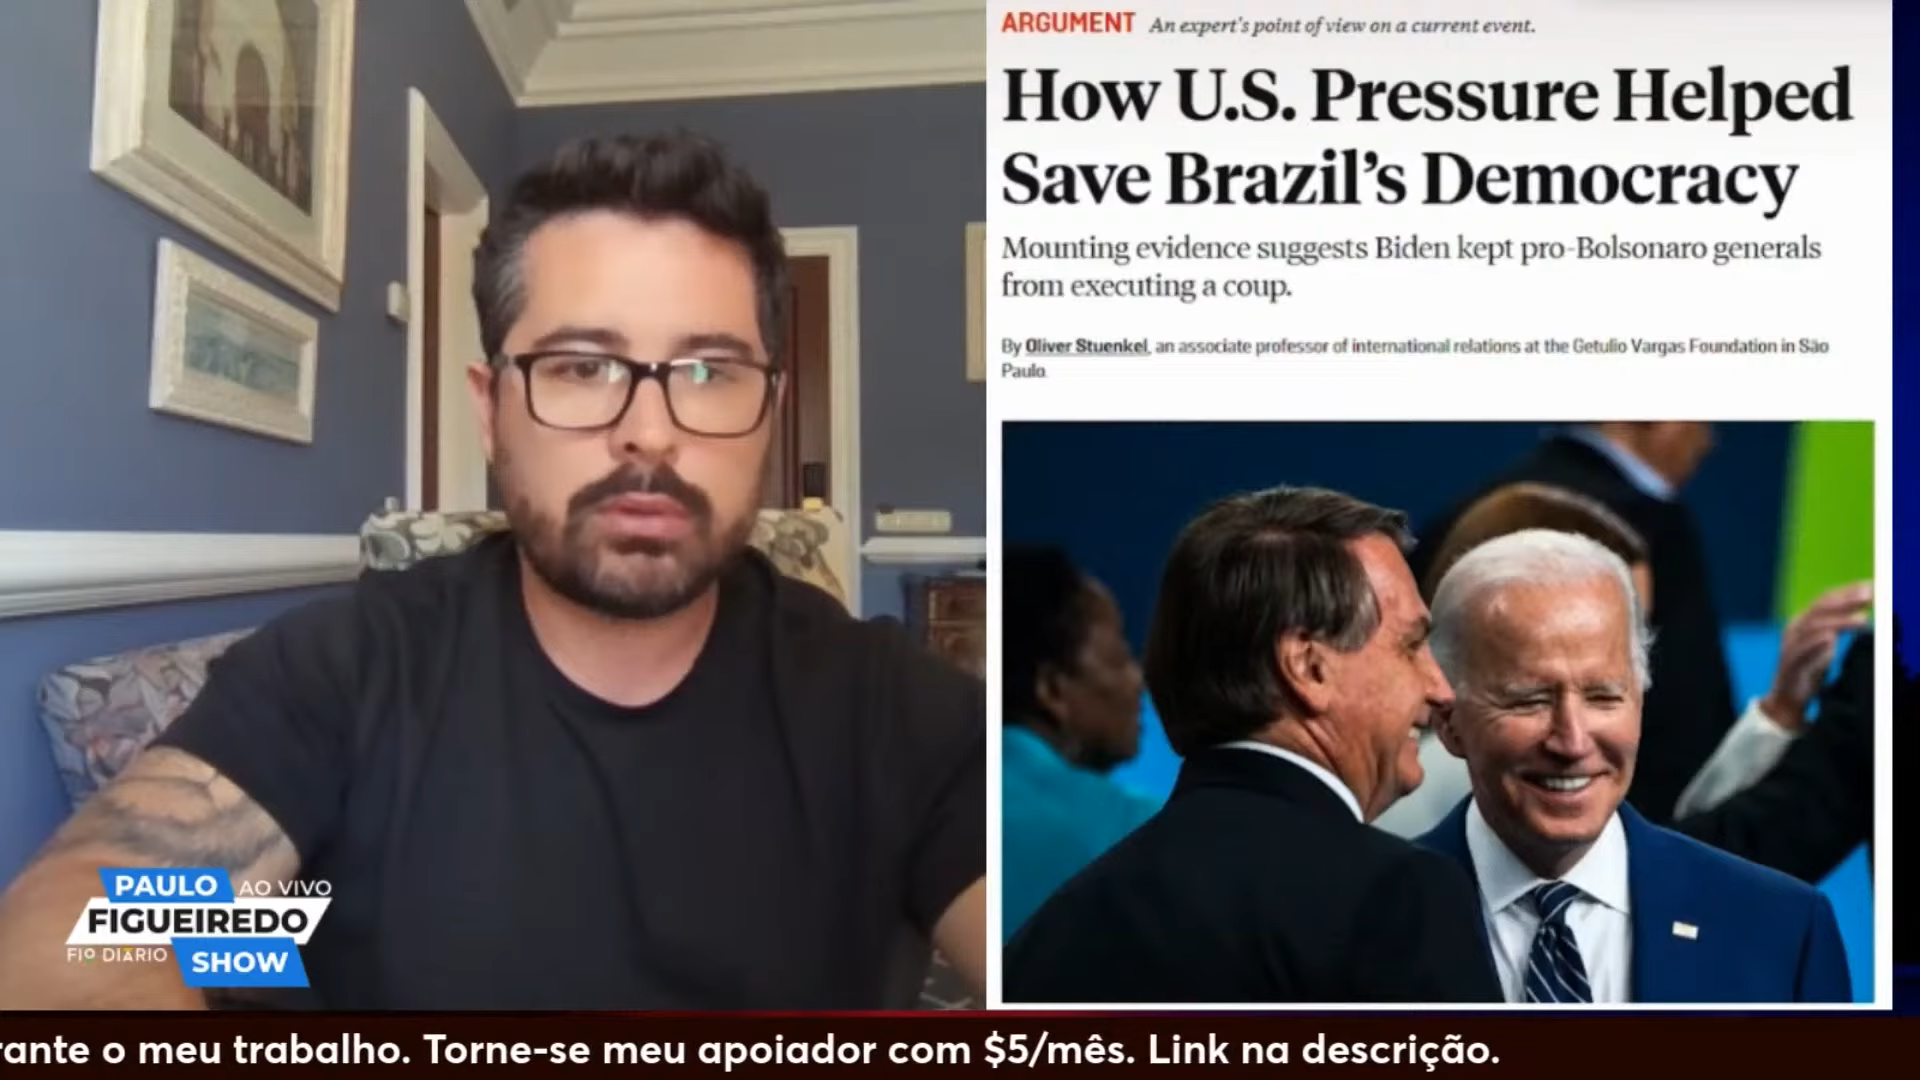 ARGUMENT An expert's point of view on a current event.
How U.S. Pressure Helped
Save Brazil's Democracy
Mounting evidence suggests Biden kept pro-Bolsonaro generals
from executing a coup.
By Oliver Stuenkel, an associate professor of international relations at the Getulio Vargas Foundation in São
Paulo.
PAULO AO VIVO
FIGUEIREDO
FIO DIÁRIO SHOW
rante o meu trabalho. Torne-se meu apoiador com $5/mês. Link na descrição.